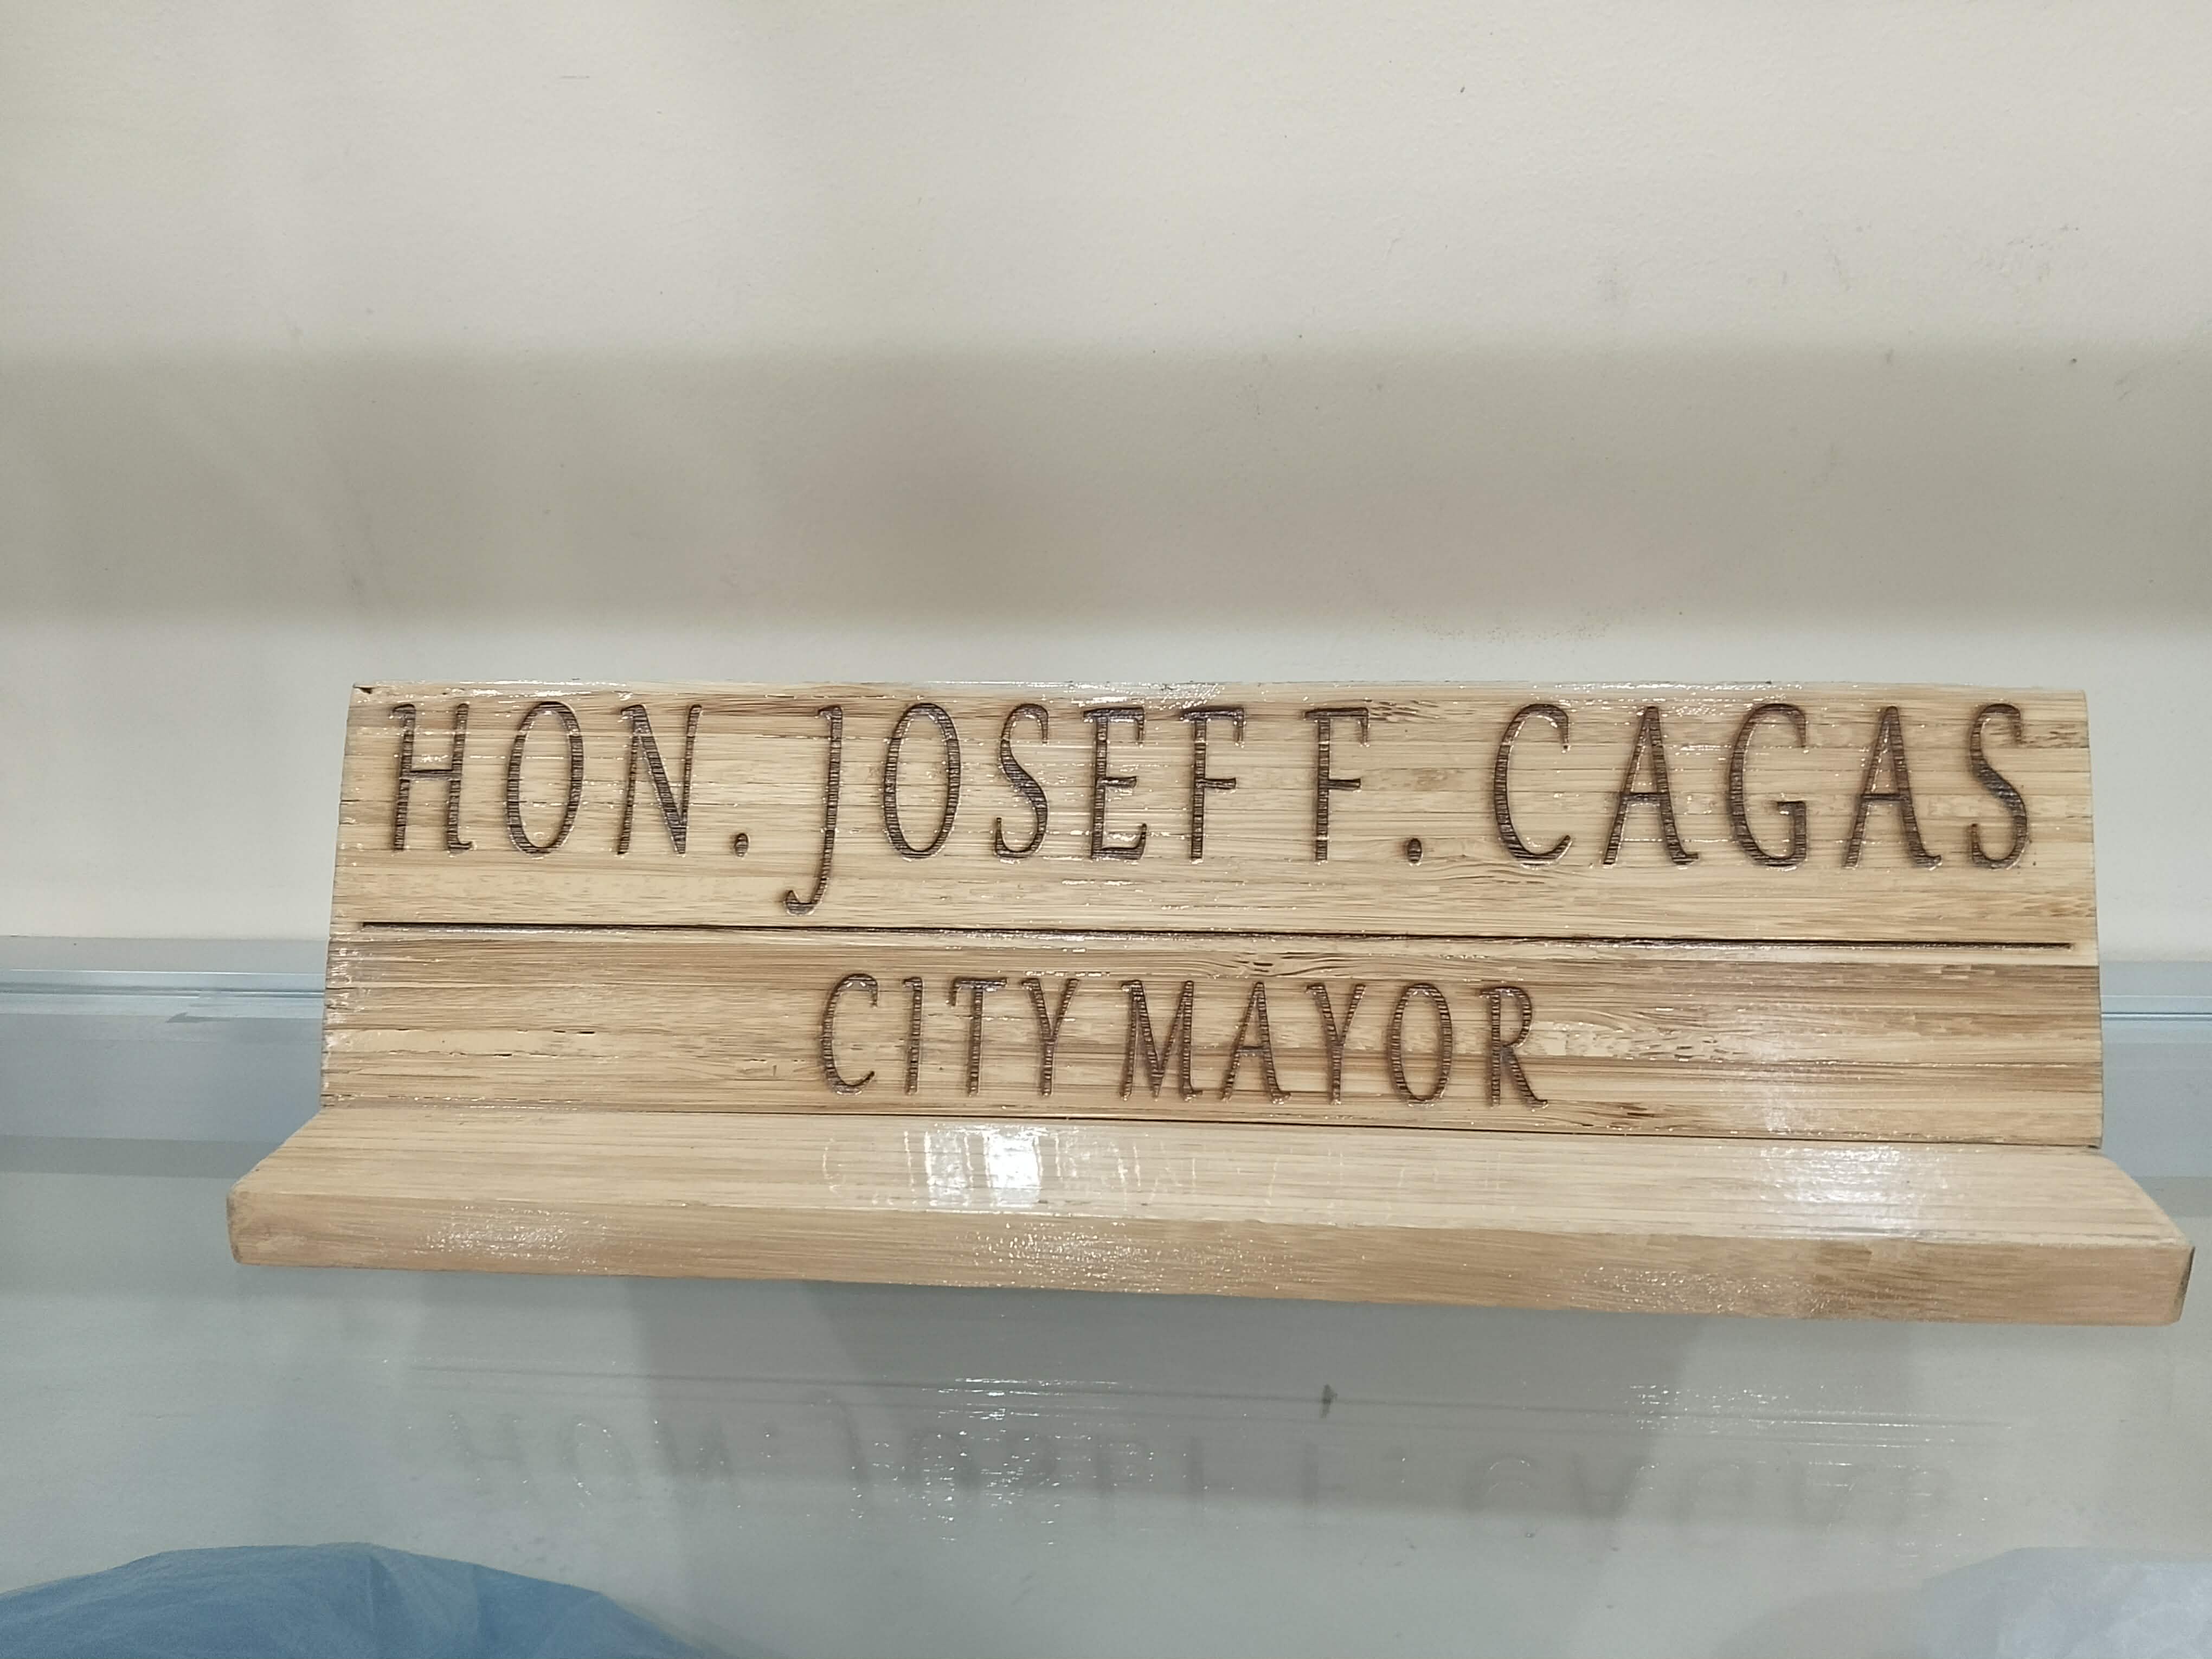 HON. JOSEF F. CAGAS
CITY MAYOR